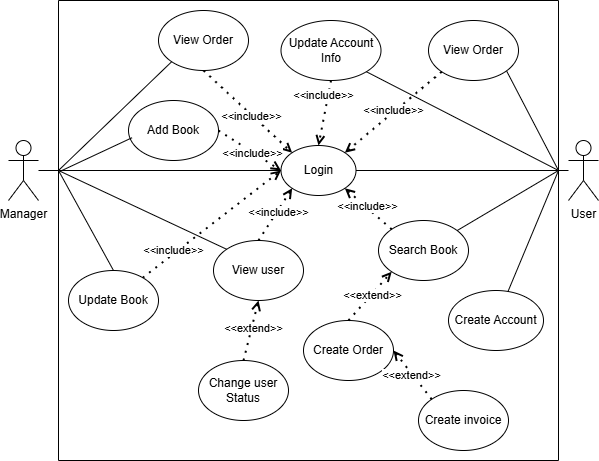 View Order
Update Account
Info
View Order
<<include>>
<<include>>
<<include>>
Add Book
<<include>>
Login
Manager
User
<<include>>
<<include>>
<<include>>
Search Book
View user
Update Book
<<extend>>
Create Account
<<extend>>
Create Order
<<extend>>
Change user
Status
Create invoice